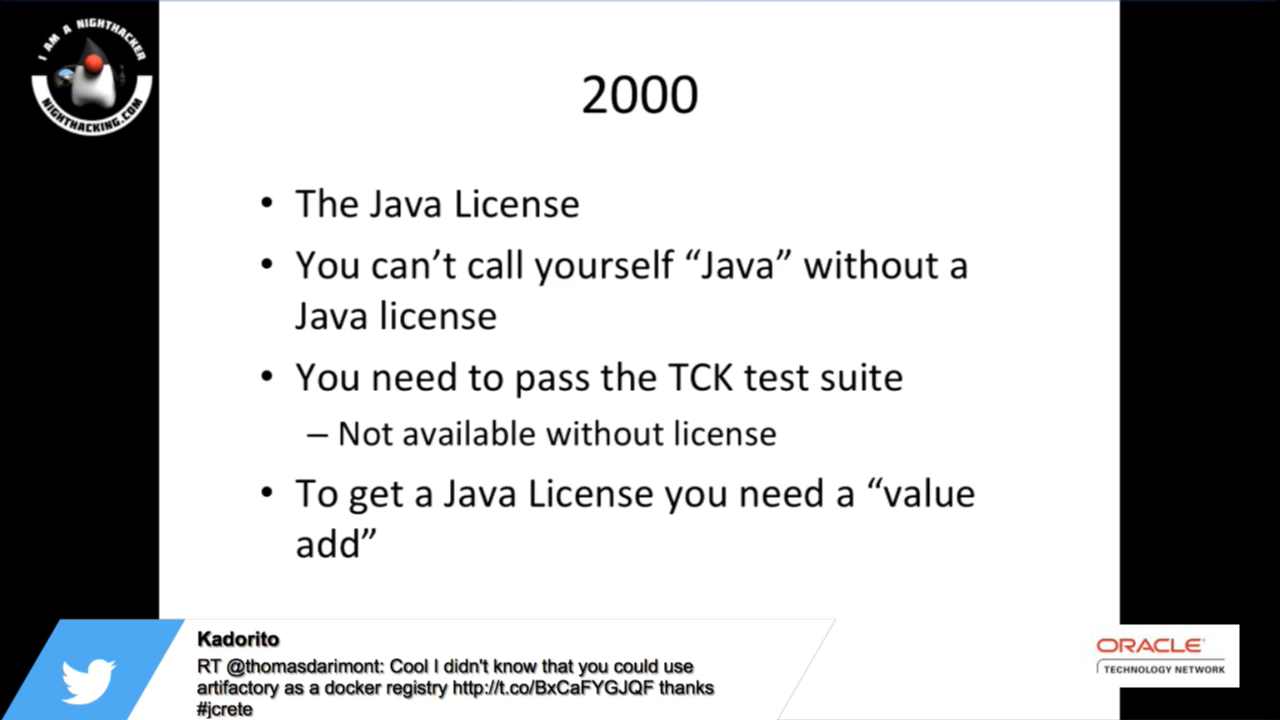 I AM A NIGHTHACKER
NIGHTHACKING.COM
2000
• The Java License
• You can’t call yourself “Java” without a
Java license
• You need to pass the TCK test suite
– Not available without license
• To get a Java License you need a “value
add”
Kadorito
RT @thomasdarimont: Cool I didn't know that you could use
artifactory as a docker registry http://t.co/BxCaFYGJQF thanks
#jcrete
ORACLE
TECHNOLOGY NETWORK